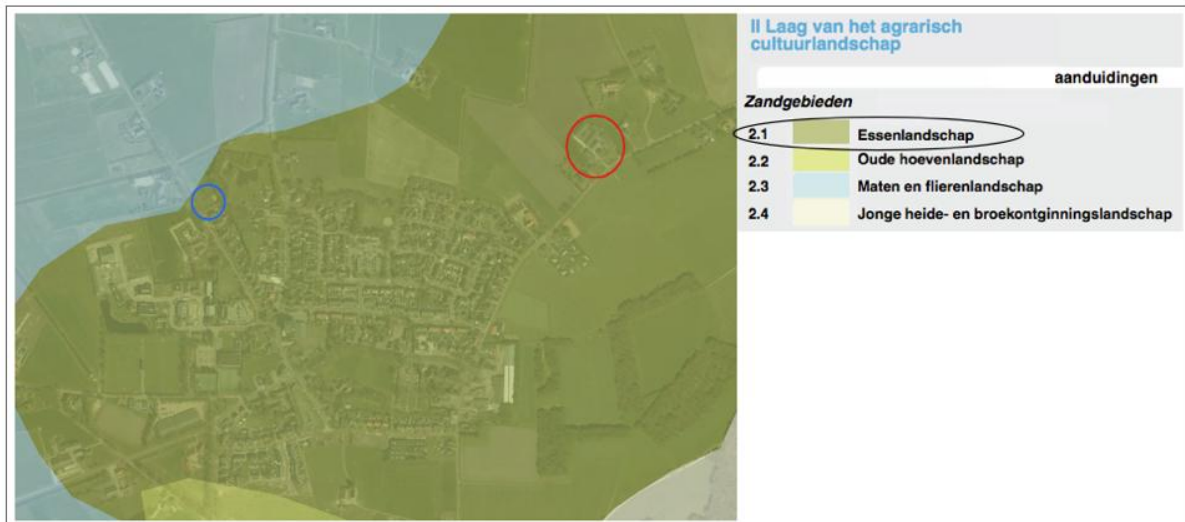 II Laag van het agrarisch
cultuurlandschap
aanduidingen
Zandgebieden
2.1 Essenlandschap
2.2 Oude hoevenlandschap
2.3 Maten en flierenlandschap
2.4 Jonge heide- en broekontginningslandschap